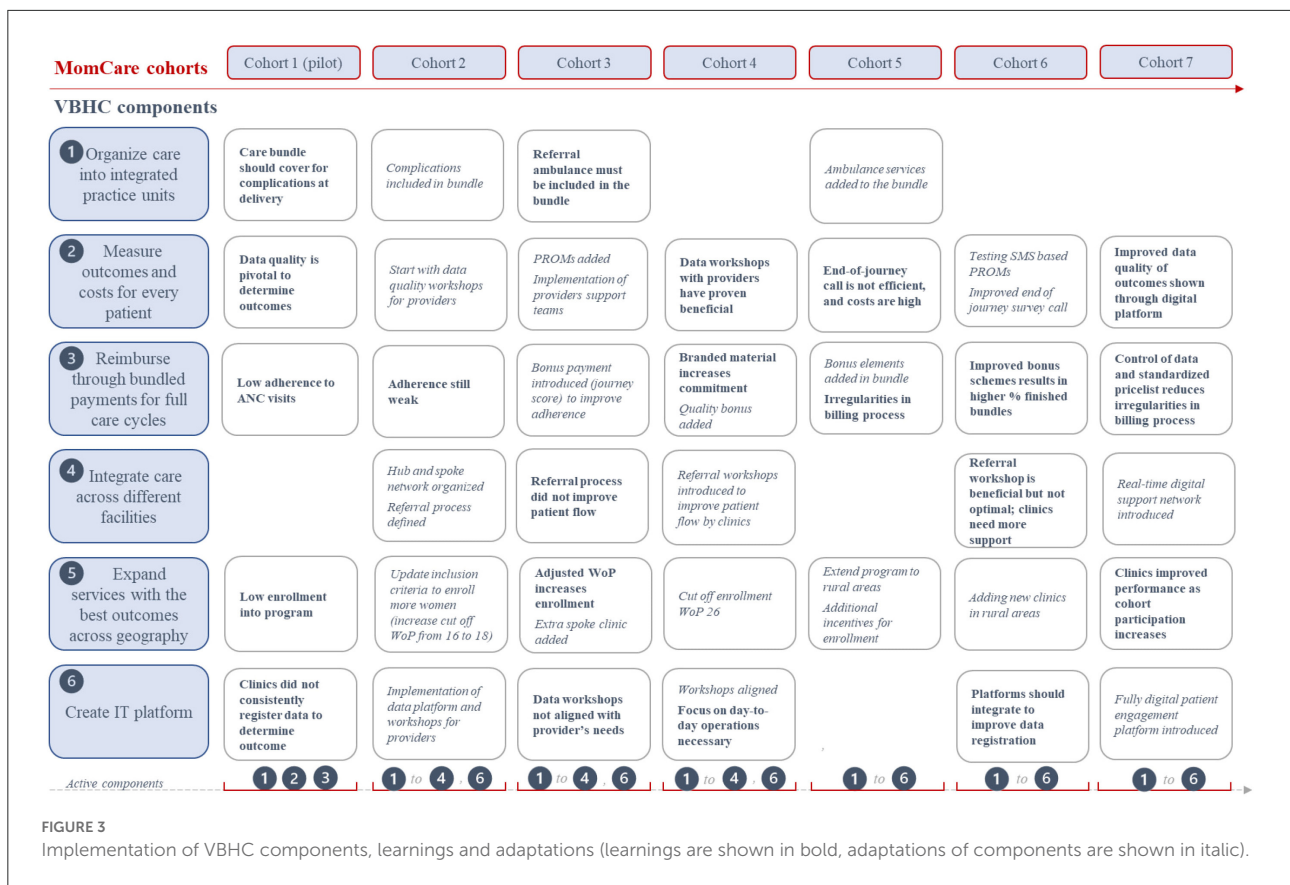 MomCare cohorts
Cohort 1 (pilot)
Cohort 2
Cohort 3
Cohort 4
Cohort 5
Cohort 6
Cohort 7
VBHC components
1 Organize care
into integrated
practice units
Care bundle
should cover for
complications at
delivery
Complications
included in bundle
Referral
ambulance must
be included in the
bundle
Ambulance services
added to the bundle
2 Measure
outcomes and
costs for every
patient
Data quality is
pivotal to
determine
outcomes
Start with data
quality workshops
for providers
PROMs added
Implementation of
providers support
teams
Data workshops
with providers
have proven
beneficial
End-of-journey
call is not efficient,
and costs are high
Testing SMS based
PROMs
Improved end of
journey survey call
Improved data
quality of
outcomes shown
through digital
platform
3 Reimburse
through bundled
payments for full
care cycles
Low adherence to
ANC visits
Adherence still
weak
Bonus payment
introduced (journey
score) to improve
adherence
Branded material
increases
commitment
Quality bonus
added
Bonus elements
added in bundle
Irregularities in
billing process
Improved bonus
schemes results in
higher % finished
bundles
Control of data
and standardized
pricelist reduces
irregularities in
billing process
4 Integrate care
across different
facilities
Hub and spoke
network organized
Referral process
defined
Referral process
did not improve
patient flow
Referral workshops
introduced to
improve patient
flow by clinics
Referral
workshop is
beneficial but not
optimal; clinics
need more
support
Real-time digital
support network
introduced
5 Expand
services with the
best outcomes
across geography
Low enrollment
into program
Update inclusion
criteria to enroll
more women
(increase cut off
WoP from 16 to 18)
Adjusted WoP
increases
enrollment
Extra spoke clinic
added
Cut off enrollment
WoP 26
Extend program to
rural areas
Additional
incentives for
enrollment
Adding new clinics
in rural areas
Clinics improved
performance as
cohort
participation
increases
6
Create IT platform
Clinics did not
consistently
register data to
determine
outcome
Implementation of
data platform and
workshops for
providers
Data workshops
not aligned with
provider's needs
Workshops aligned
Focus on day-to-
day operations
necessary
,
Platforms should
integrate to
improve data
registration
Fully digital patient
engagement
platform introduced
Active components
1 2 3
1 to 4 , 6
1 to 4 , 6
1 to 4 , 6
1 to 6
1 to 6
1 to 6
FIGURE 3
Implementation of VBHC components, learnings and adaptations (learnings are shown in bold, adaptations of components are shown in italic).